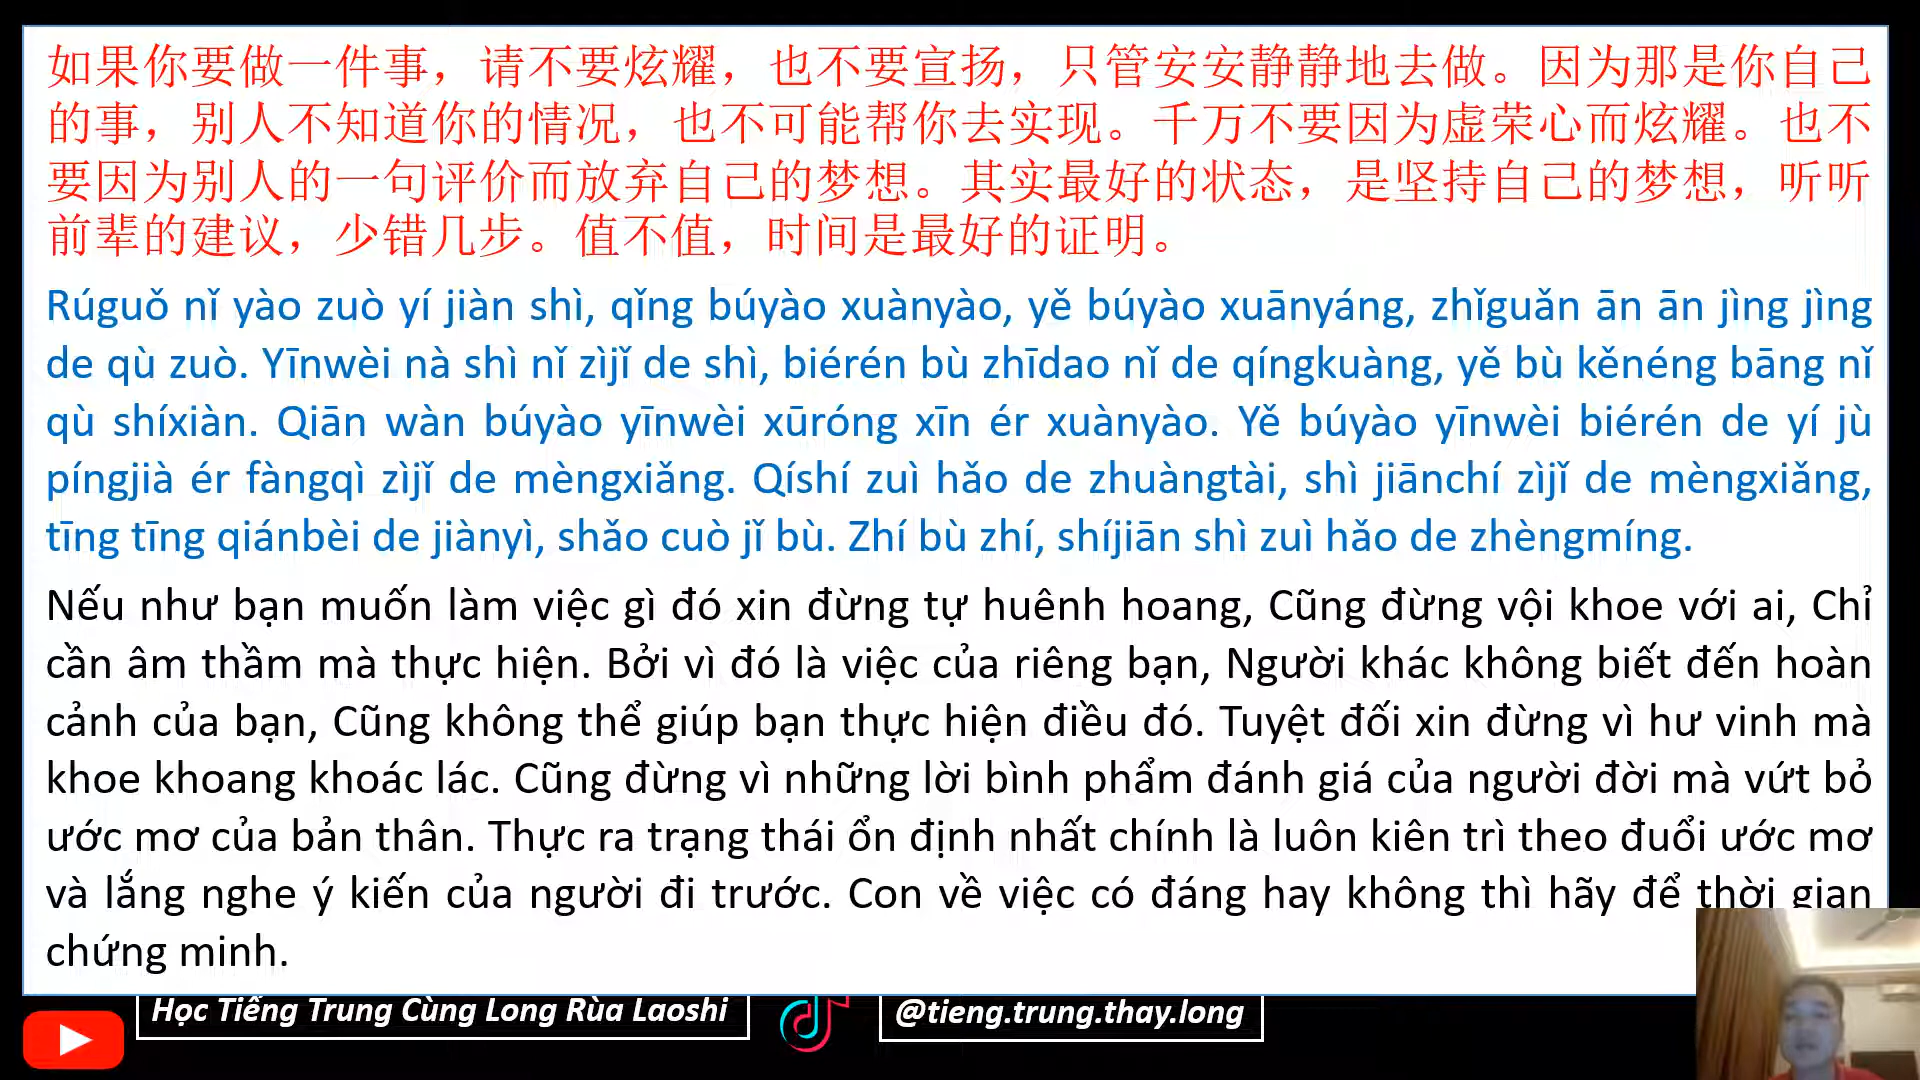 如果你要做一件事，请不要炫耀，也不要宣扬，只管安安静静地去做。因为那是你自己
的事，别人不知道你的情况，也不可能帮你去实现。千万不要因为虚荣心而炫耀。也不
要因为别人的一句评价而放弃自己的梦想。其实最好的状态，是坚持自己的梦想，听听
前辈的建议，少错几步。值不值，时间是最好的证明。
Rúguǒ nǐ yào zuò yí jiàn shì, qǐng búyào xuànyào, yě búyào xuānyáng, zhǐguǎn ān ān jìng jìng
de qù zuò. Yīnwèi nà shì nǐ zìjǐ de shì, biérén bù zhīdao nǐ de qíngkuàng, yě bù kěnéng bāng nǐ
qù shíxiàn. Qiān wàn búyào yīnwèi xūróng xīn ér xuànyào. Yě búyào yīnwèi biérén de yí jù
píngjià ér fàngqì zìjǐ de mèngxiǎng. Qíshí zuì hǎo de zhuàngtài, shì jiānchí zìjǐ de mèngxiǎng,
tīng tīng qiánbèi de jiànyì, shǎo cuò jǐ bù. Zhí bù zhí, shíjiān shì zuì hǎo de zhèngmíng.
Nếu như bạn muốn làm việc gì đó xin đừng tự huênh hoang, Cũng đừng vội khoe với ai, Chỉ
cần âm thầm mà thực hiện. Bởi vì đó là việc của riêng bạn, Người khác không biết đến hoàn
cảnh của bạn, Cũng không thể giúp bạn thực hiện điều đó. Tuyệt đối xin đừng vì hư vinh mà
khoe khoang khoác lác. Cũng đừng vì những lời bình phẩm đánh giá của người đời mà vứt bỏ
ước mơ của bản thân. Thực ra trạng thái ổn định nhất chính là luôn kiên trì theo đuổi ước mơ
và lắng nghe ý kiến của người đi trước. Con về việc có đáng hay không thì hãy để thời gian
chứng minh.
Học Tiếng Trung Cùng Long Rùa Laoshi
@tieng.trung.thay.long